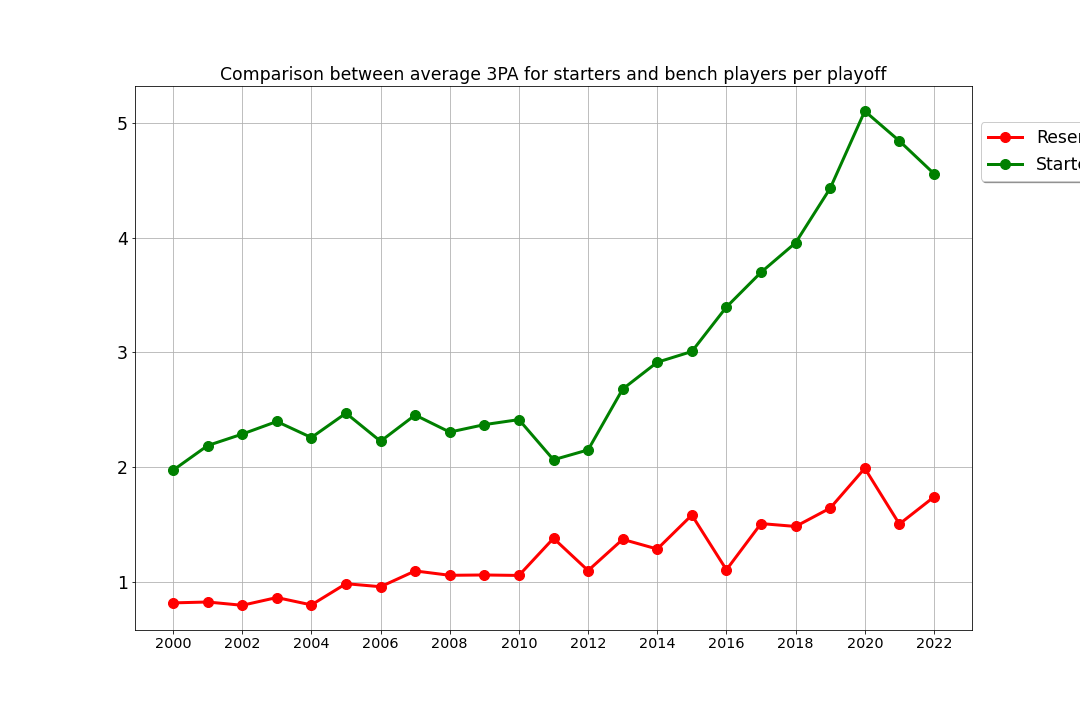 Comparison between average 3PA for starters and bench players per playoff
5
4
3
2
1
2000 2002 2004 2006 2008 2010 2012 2014 2016 2018 2020 2022
Reser
Starte